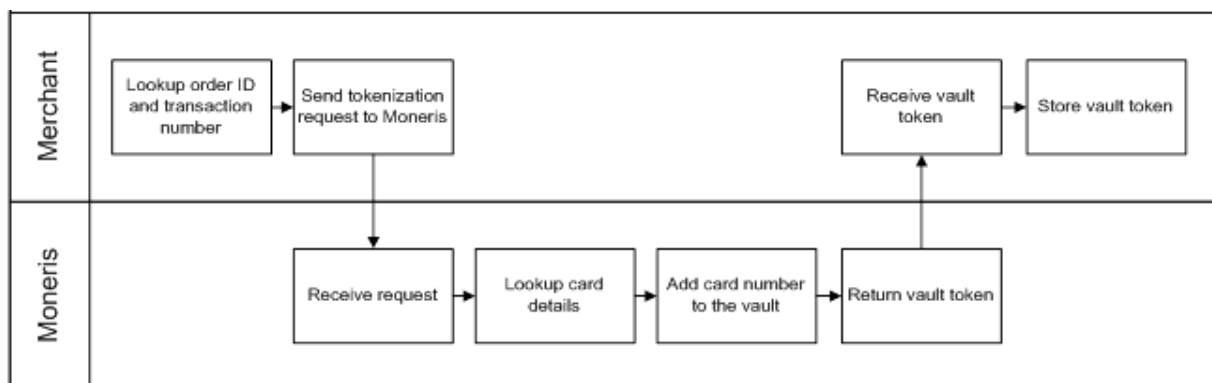 Merchant
Lookup order ID
and transaction
number
Send tokenization
request to Moneris
Receive vault
token
Store vault token
Moneris
Receive request
Lookup card
details
Add card number
to the vault
Return vault token